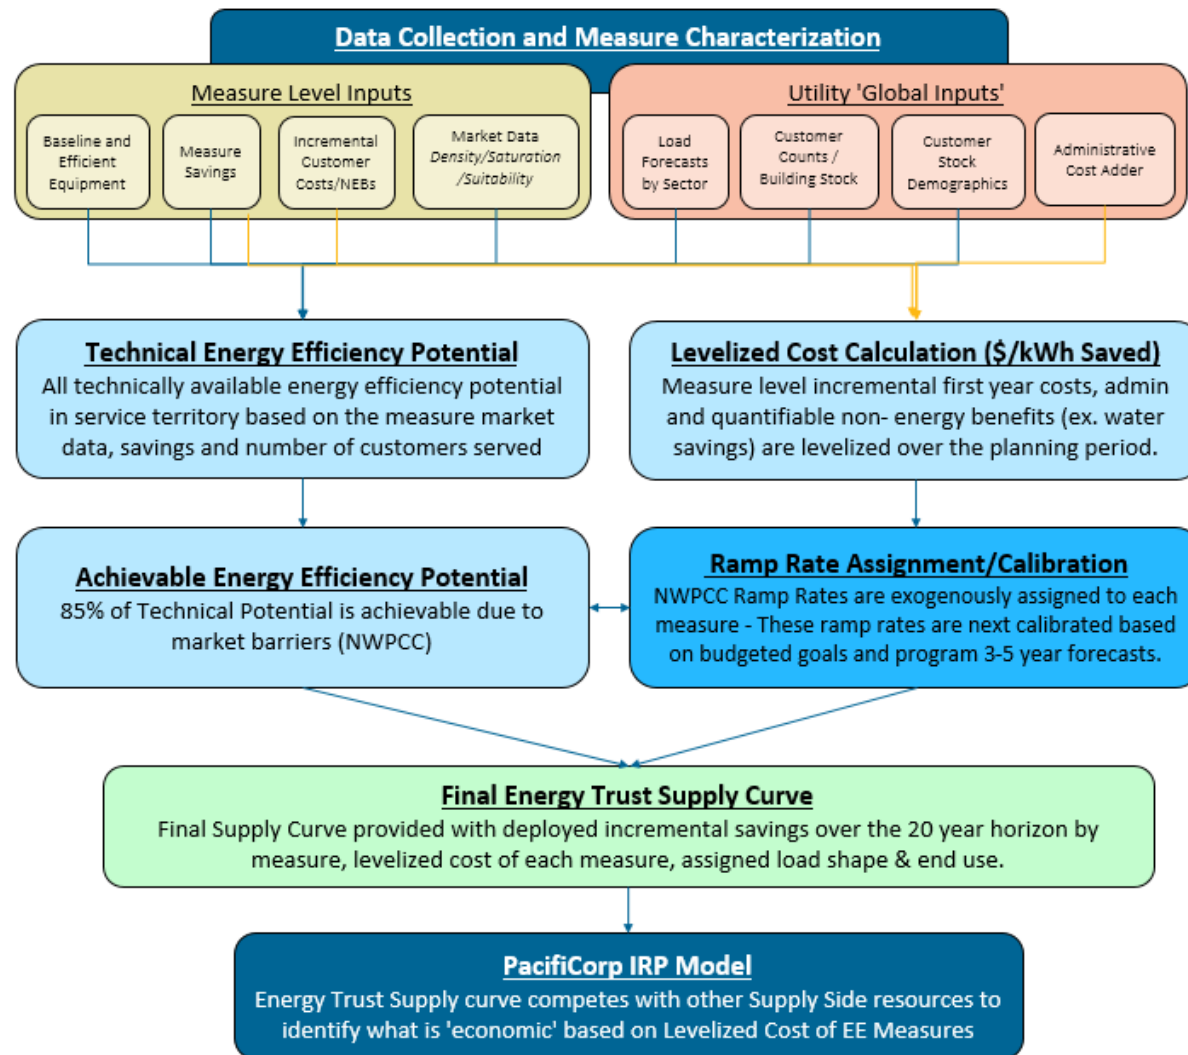 Data Collection and Measure Characterization
Measure Level Inputs
Baseline and
Efficient
Equipment
Measure
Savings
Incremental
Customer
Costs/NEBs
Market Data
Density/Saturation
/Suitability
Utility 'Global Inputs'
Load
Forecasts
by Sector
Customer
Counts /
Building Stock
Customer
Stock
Demographics
Administrative
Cost Adder
Technical Energy Efficiency Potential
All technically available energy efficiency potential
in service territory based on the measure market
data, savings and number of customers served
Levelized Cost Calculation ($/kWh Saved)
Measure level incremental first year costs, admin
and quantifiable non- energy benefits (ex. water
savings) are levelized over the planning period.
Achievable Energy Efficiency Potential
85% of Technical Potential is achievable due to
market barriers (NWPCC)
Ramp Rate Assignment/Calibration
NWPCC Ramp Rates are exogenously assigned to each
measure - These ramp rates are next calibrated based
on budgeted goals and program 3-5 year forecasts.
Final Energy Trust Supply Curve
Final Supply Curve provided with deployed incremental savings over the 20 year horizon by
measure, levelized cost of each measure, assigned load shape & end use.
PacifiCorp IRP Model
Energy Trust Supply curve competes with other Supply Side resources to
identify what is 'economic' based on Levelized Cost of EE Measures